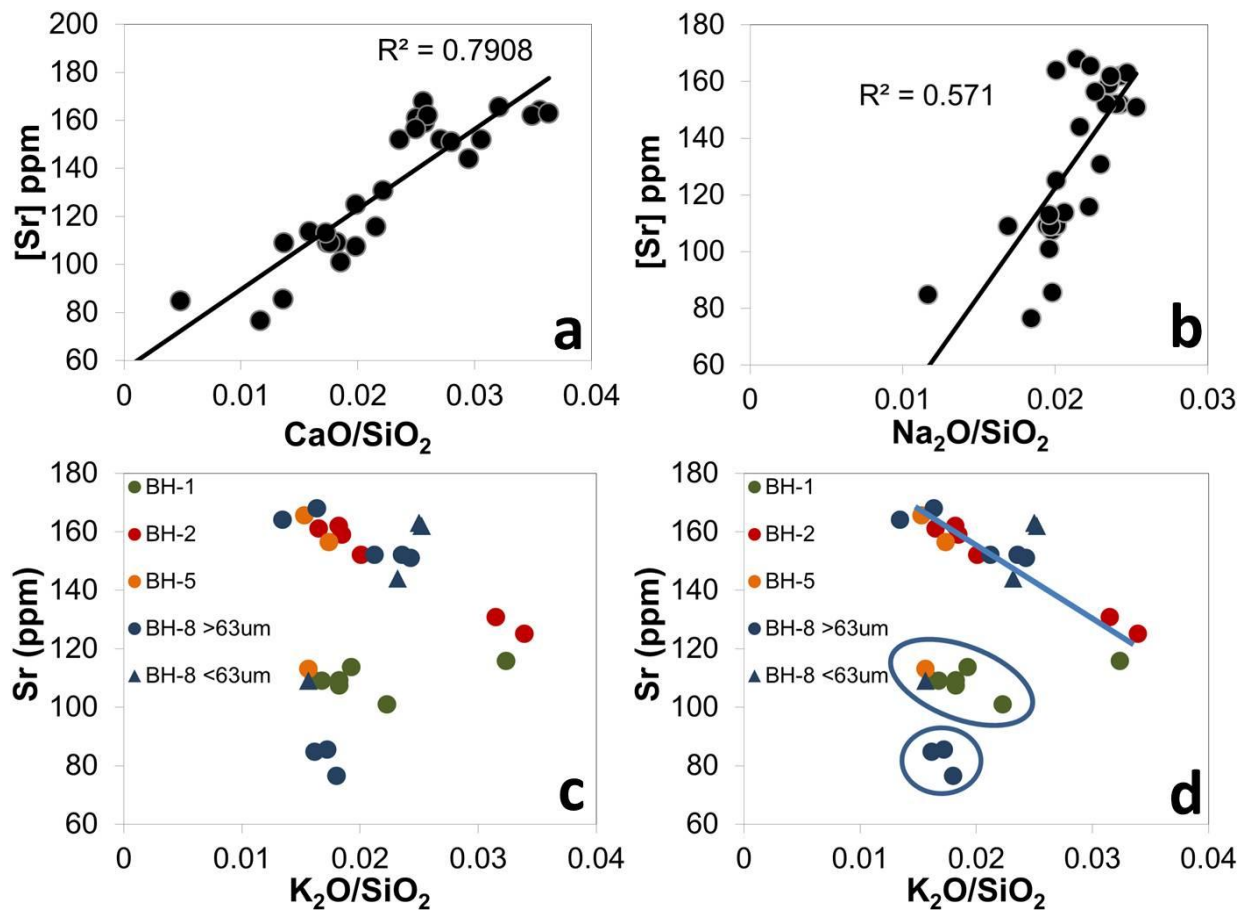 200
180
160
140
120
100
80
60
[Sr] ppm
R² = 0.7908
a
0 0.01 0.02 0.03 0.04
CaO/SiO₂
180
160
140
120
100
80
60
[Sr] ppm
R² = 0.571
b
0 0.01 0.02 0.03
Na₂O/SiO₂
180
160
140
120
100
80
60
Sr (ppm)
BH-1
BH-2
BH-5
BH-8 >63um
BH-8 <63um
c
0 0.01 0.02 0.03 0.04
K₂O/SiO₂
180
160
140
120
100
80
60
Sr (ppm)
BH-1
BH-2
BH-5
BH-8 >63um
BH-8 <63um
d
0 0.01 0.02 0.03 0.04
K₂O/SiO₂